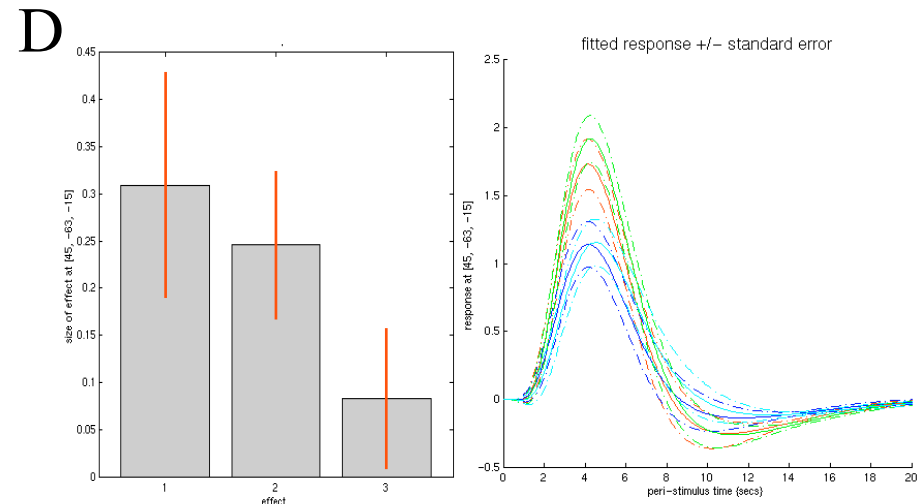 D
size of effect at [45, -63, -15]
0.45
0.4
0.35
0.3
0.25
0.2
0.15
0.1
0.05
0
1 2 3
effect
fitted response +/- standard error
response at [45, -63, -15]
2.5
2
1.5
1
0.5
0
-0.5
0 2 4 6 8 10 12 14 16 18 20
peri-stimulus time {secs}